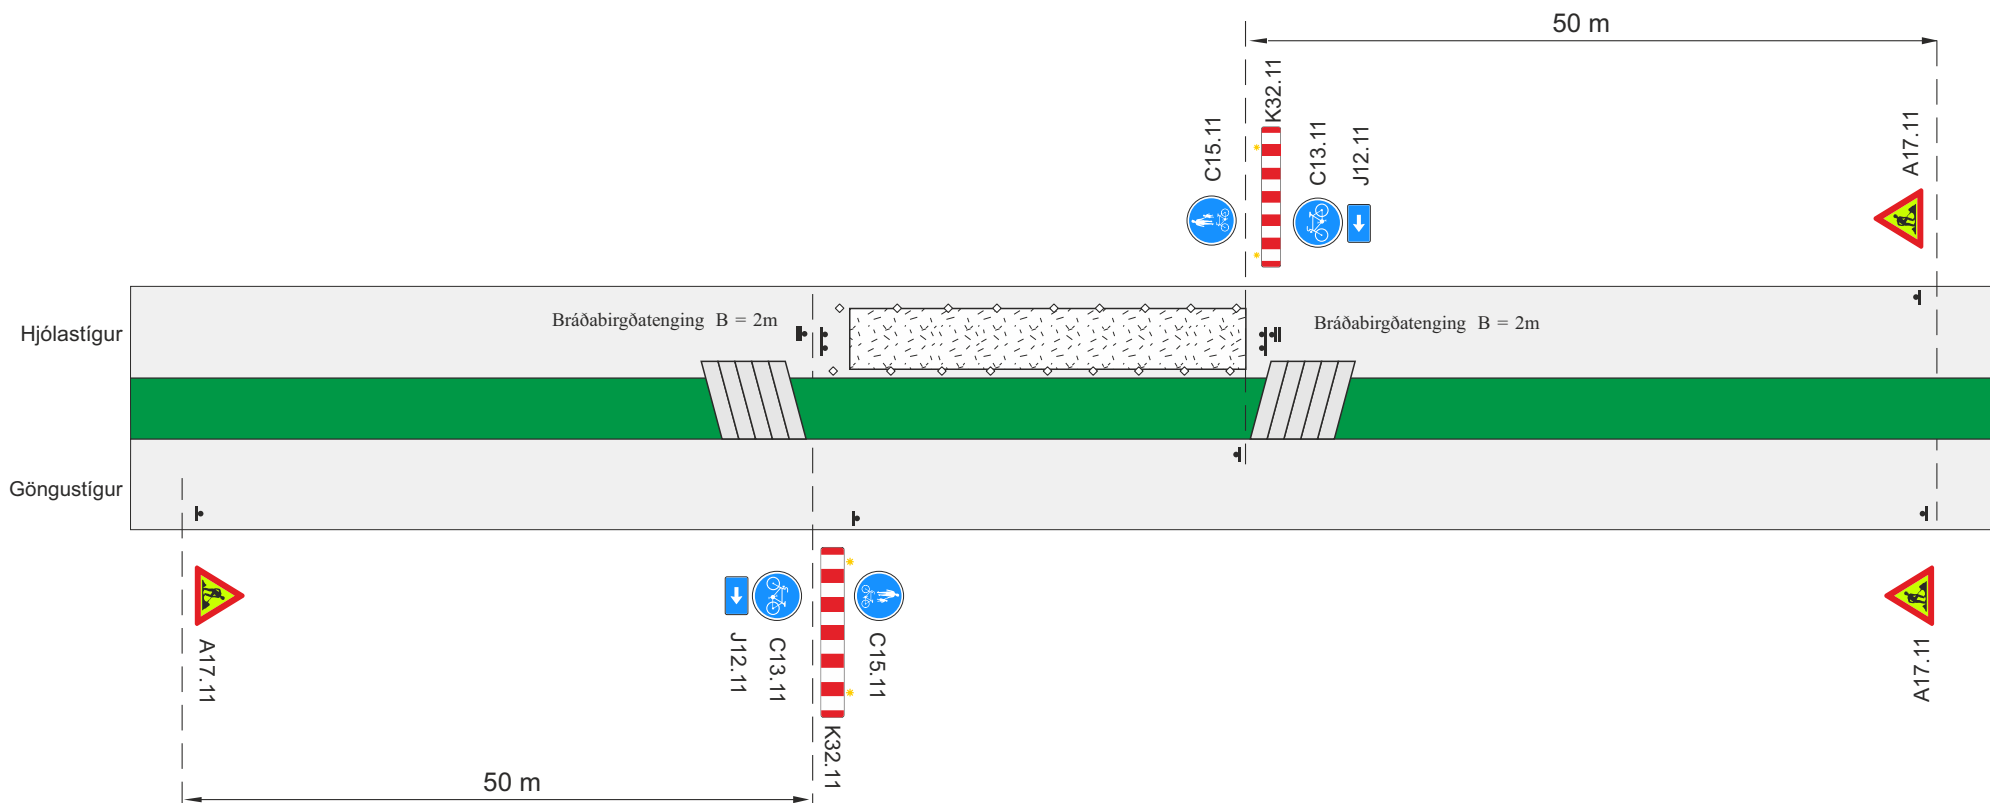 50 m
K32.11
C15.11
C13.11
J12.11
A17.11
Hjólastígur
Bráðabirgðatenging B = 2m
Bráðabirgðatenging B = 2m
Göngustígur
A17.11
J12.11
C13.11
K32.11
C15.11
A17.11
50 m